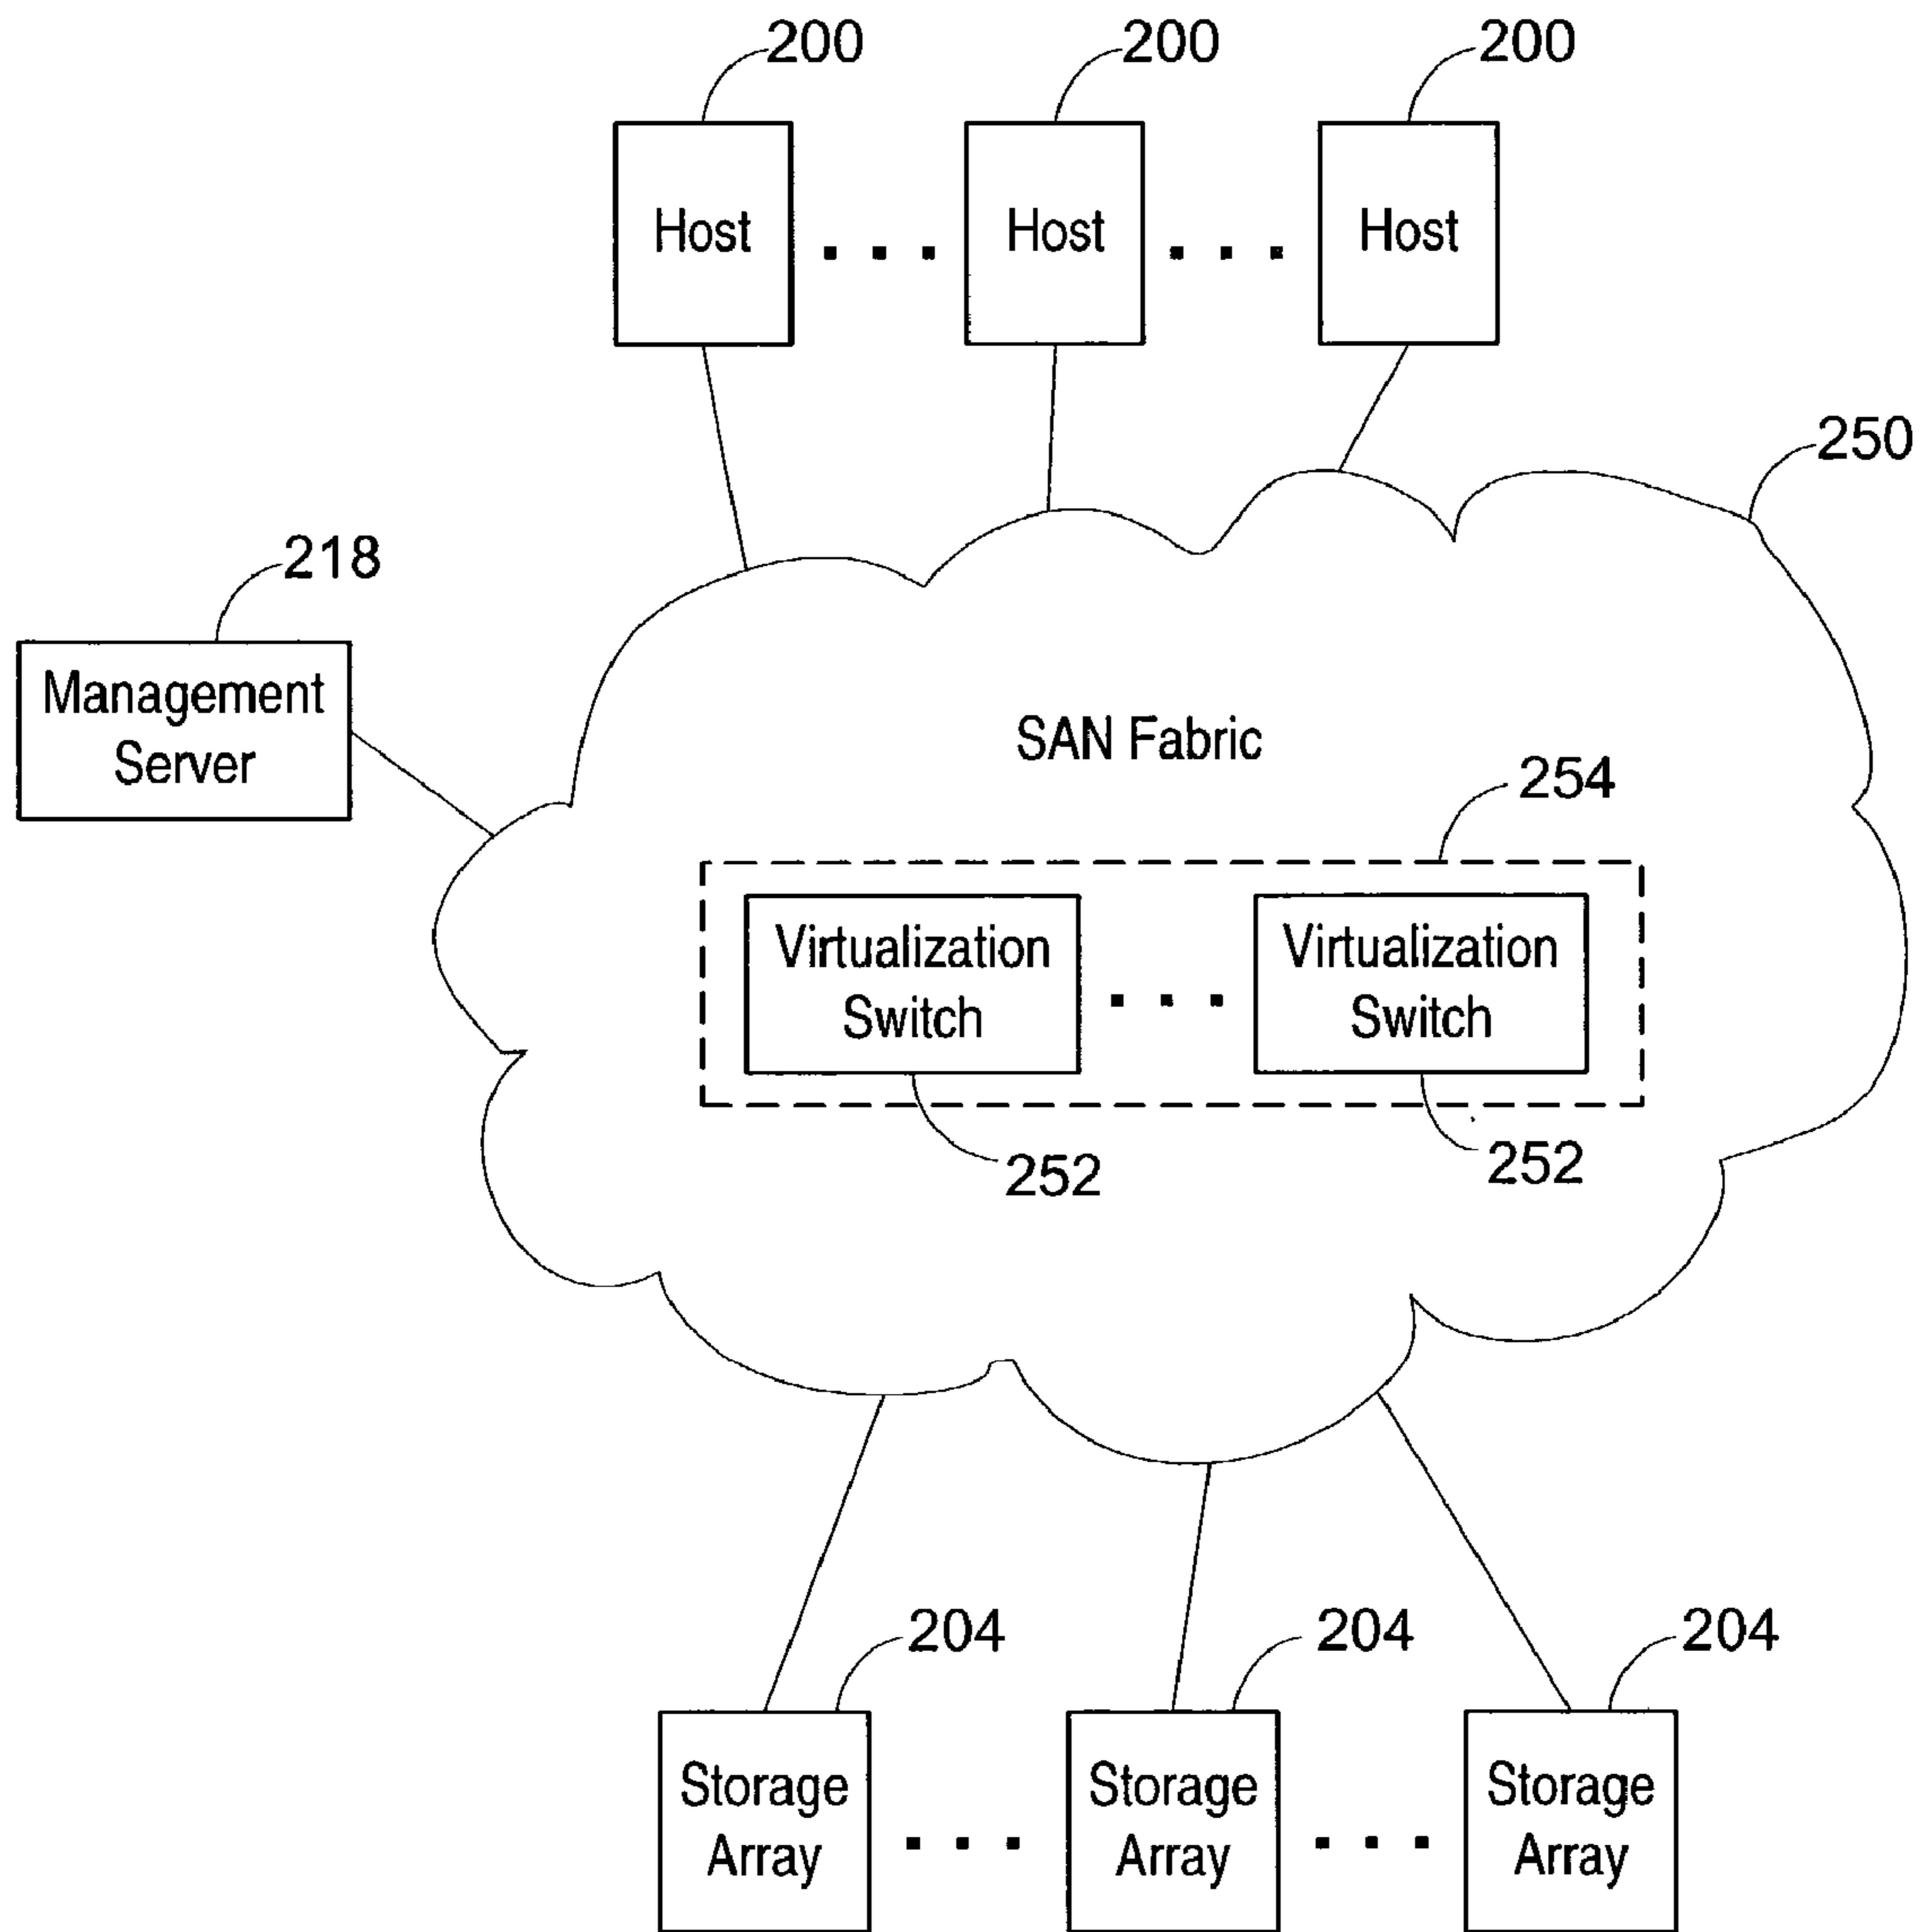 200
200
200
Host
Host
Host
250
218
Management
Server
SAN Fabric
254
Virtualization
Switch
Virtualization
Switch
252
252
204
204
204
Storage
Array
Storage
Array
Storage
Array